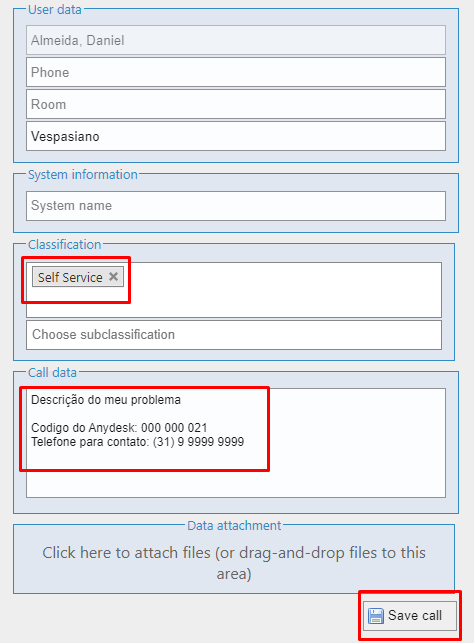 User data
Almeida, Daniel
Phone
Room
Vespasiano
System information
System name
Classification
Self Service
Choose subclassification
Call data
Descrição do meu problema
Codigo do Anydesk: 000 000 021
Telefone para contato: (31) 9 9999 9999
Data attachment
Click here to attach files (or drag-and-drop files to this
area)
Save call